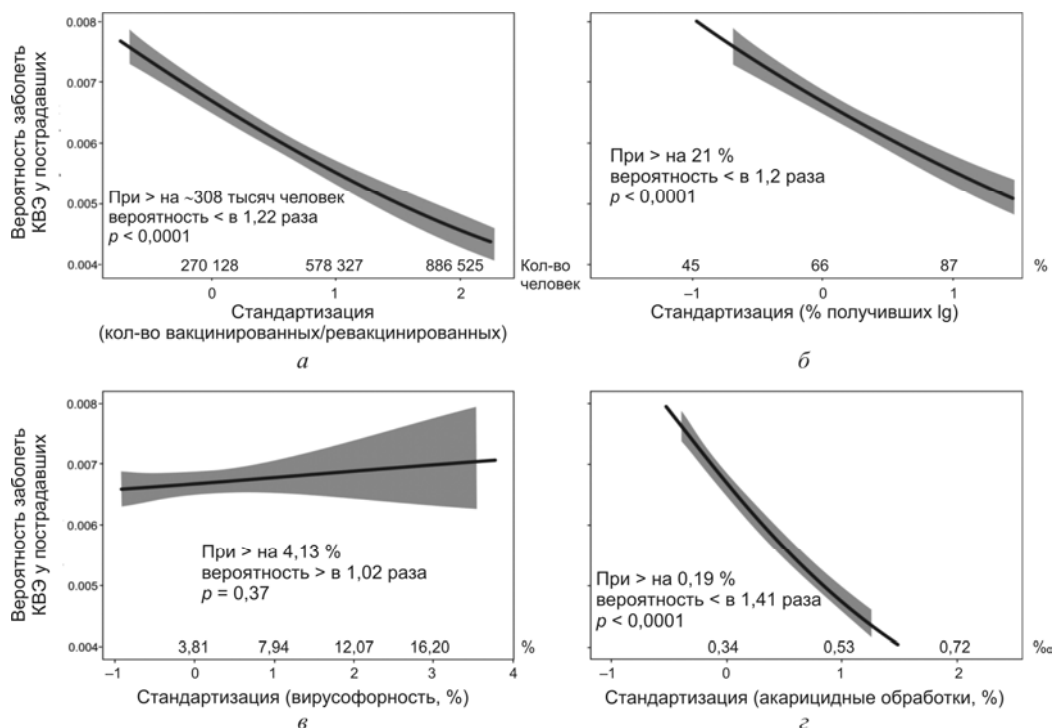 Вероятность заболеть
КВЭ у пострадавших
0.008
0.007
0.006
0.005
0.004
При > на ~308 тысяч человек
вероятность < в 1,22 раза
p < 0,0001
270 128 578 327 886 525
Кол-во
человек
0 1 2
Стандартизация
(кол-во вакцинированных/ревакцинированных)
а
При > на 21 %
вероятность < в 1,2 раза
p < 0,0001
45 66 87 %
–1 0 1
Стандартизация (% получивших Ig)
б
Вероятность заболеть
КВЭ у пострадавших
0.008
0.007
0.006
0.005
0.004
При > на 4,13 %
вероятность > в 1,02 раза
p = 0,37
3,81 7,94 12,07 16,20 %
–1 0 1 2 3 4
Стандартизация (вирусофорность, %)
в
При > на 0,19 %
вероятность < в 1,41 раза
p < 0,0001
0,34 0,53 0,72 %
–1 0 1 2
Стандартизация (акарицидные обработки, %)
г